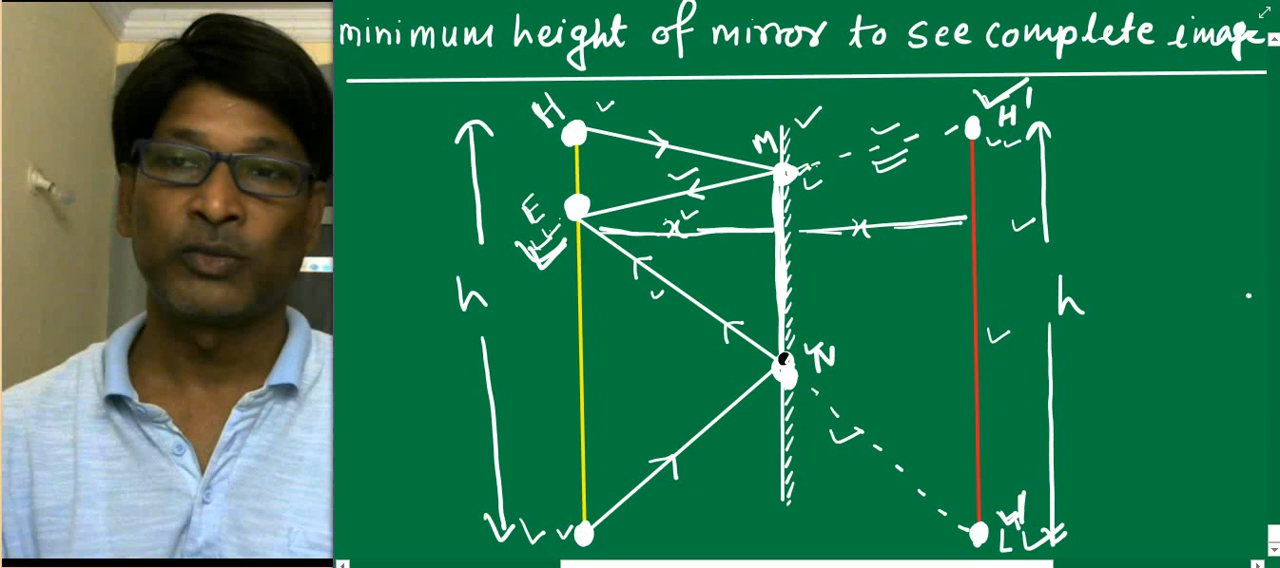 minimum height of mirror to see complete image
H
H'
M
E
x
x
h
h
N
L
L'